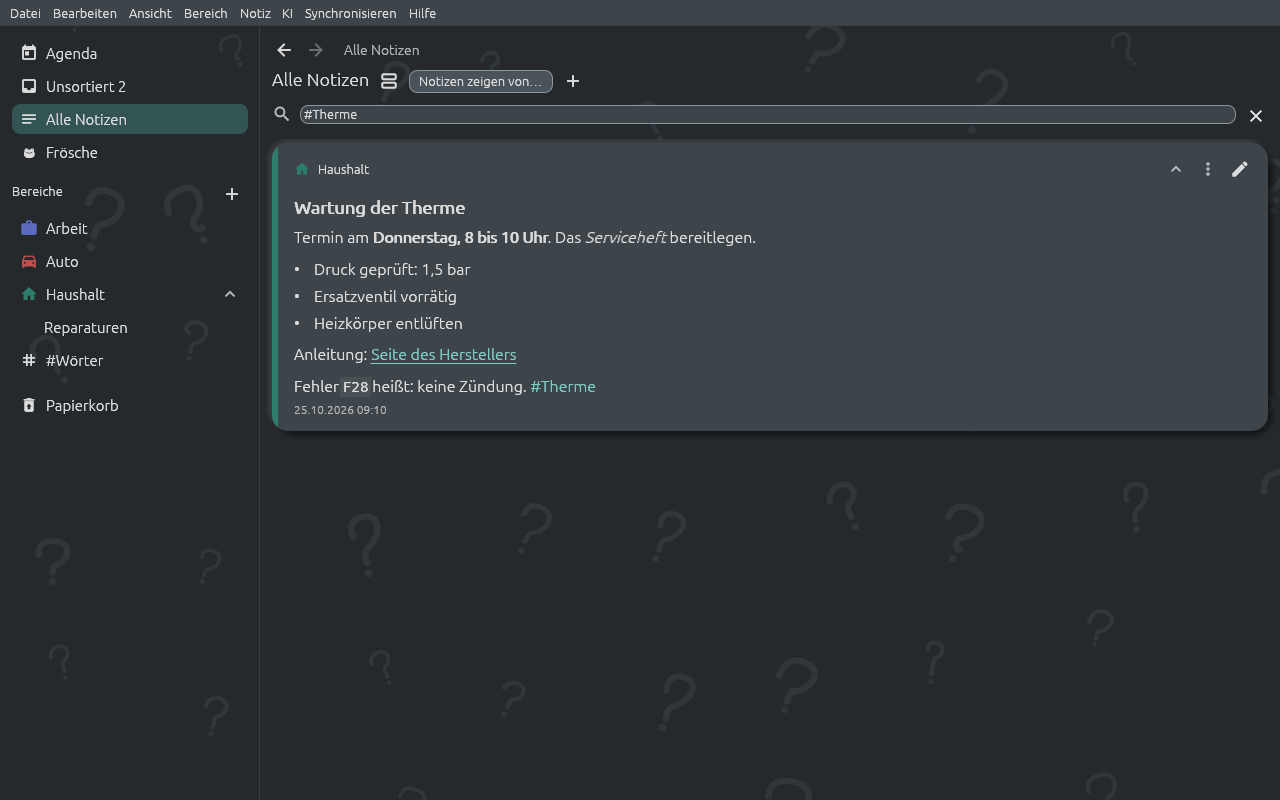 Datei Bearbeiten Ansicht Bereich Notiz KI Synchronisieren Hilfe
Agenda
Unsortiert 2
Alle Notizen
Frösche
Bereiche
Arbeit
Auto
Haushalt
Reparaturen
#Wörter
Papierkorb
Alle Notizen
Alle Notizen Notizen zeigen von…
#Therme
Haushalt
Wartung der Therme
Termin am Donnerstag, 8 bis 10 Uhr. Das Serviceheft bereitlegen.
• Druck geprüft: 1,5 bar
• Ersatzventil vorrätig
• Heizkörper entlüften
Anleitung: Seite des Herstellers
Fehler F28 heißt: keine Zündung. #Therme
25.10.2026 09:10